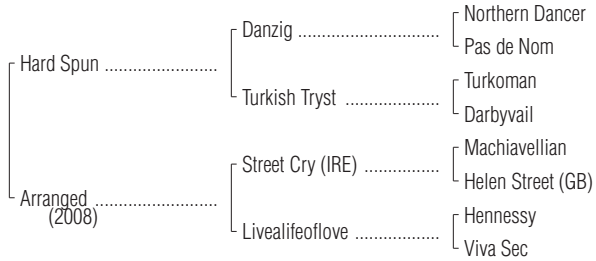 Northern Dancer
Danzig ..............................
Pas de Nom
Hard Spun ........................
Turkoman
Turkish Tryst ....................
Darbyvail
Machiavellian
Street Cry (IRE) ................
Helen Street (GB)
Arranged ..........................
(2008)
Hennessy
Livealifeoflove ..................
Viva Sec